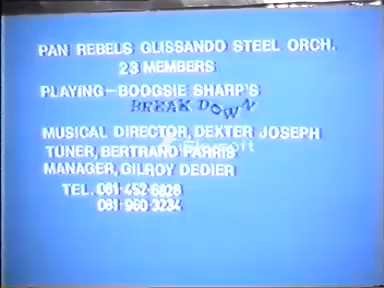 PAN REBELS GLISSANDO STEEL ORCH.
23 MEMBERS
PLAYING-BOOGSIE SHARP'S
BREAK DOWN
MUSICAL DIRECTOR, DEXTER JOSEPH
TUNER, BERTRAND PARRIS
MANAGER, GILROY DEDIER
TEL. 081-452-6828
081-960-3234